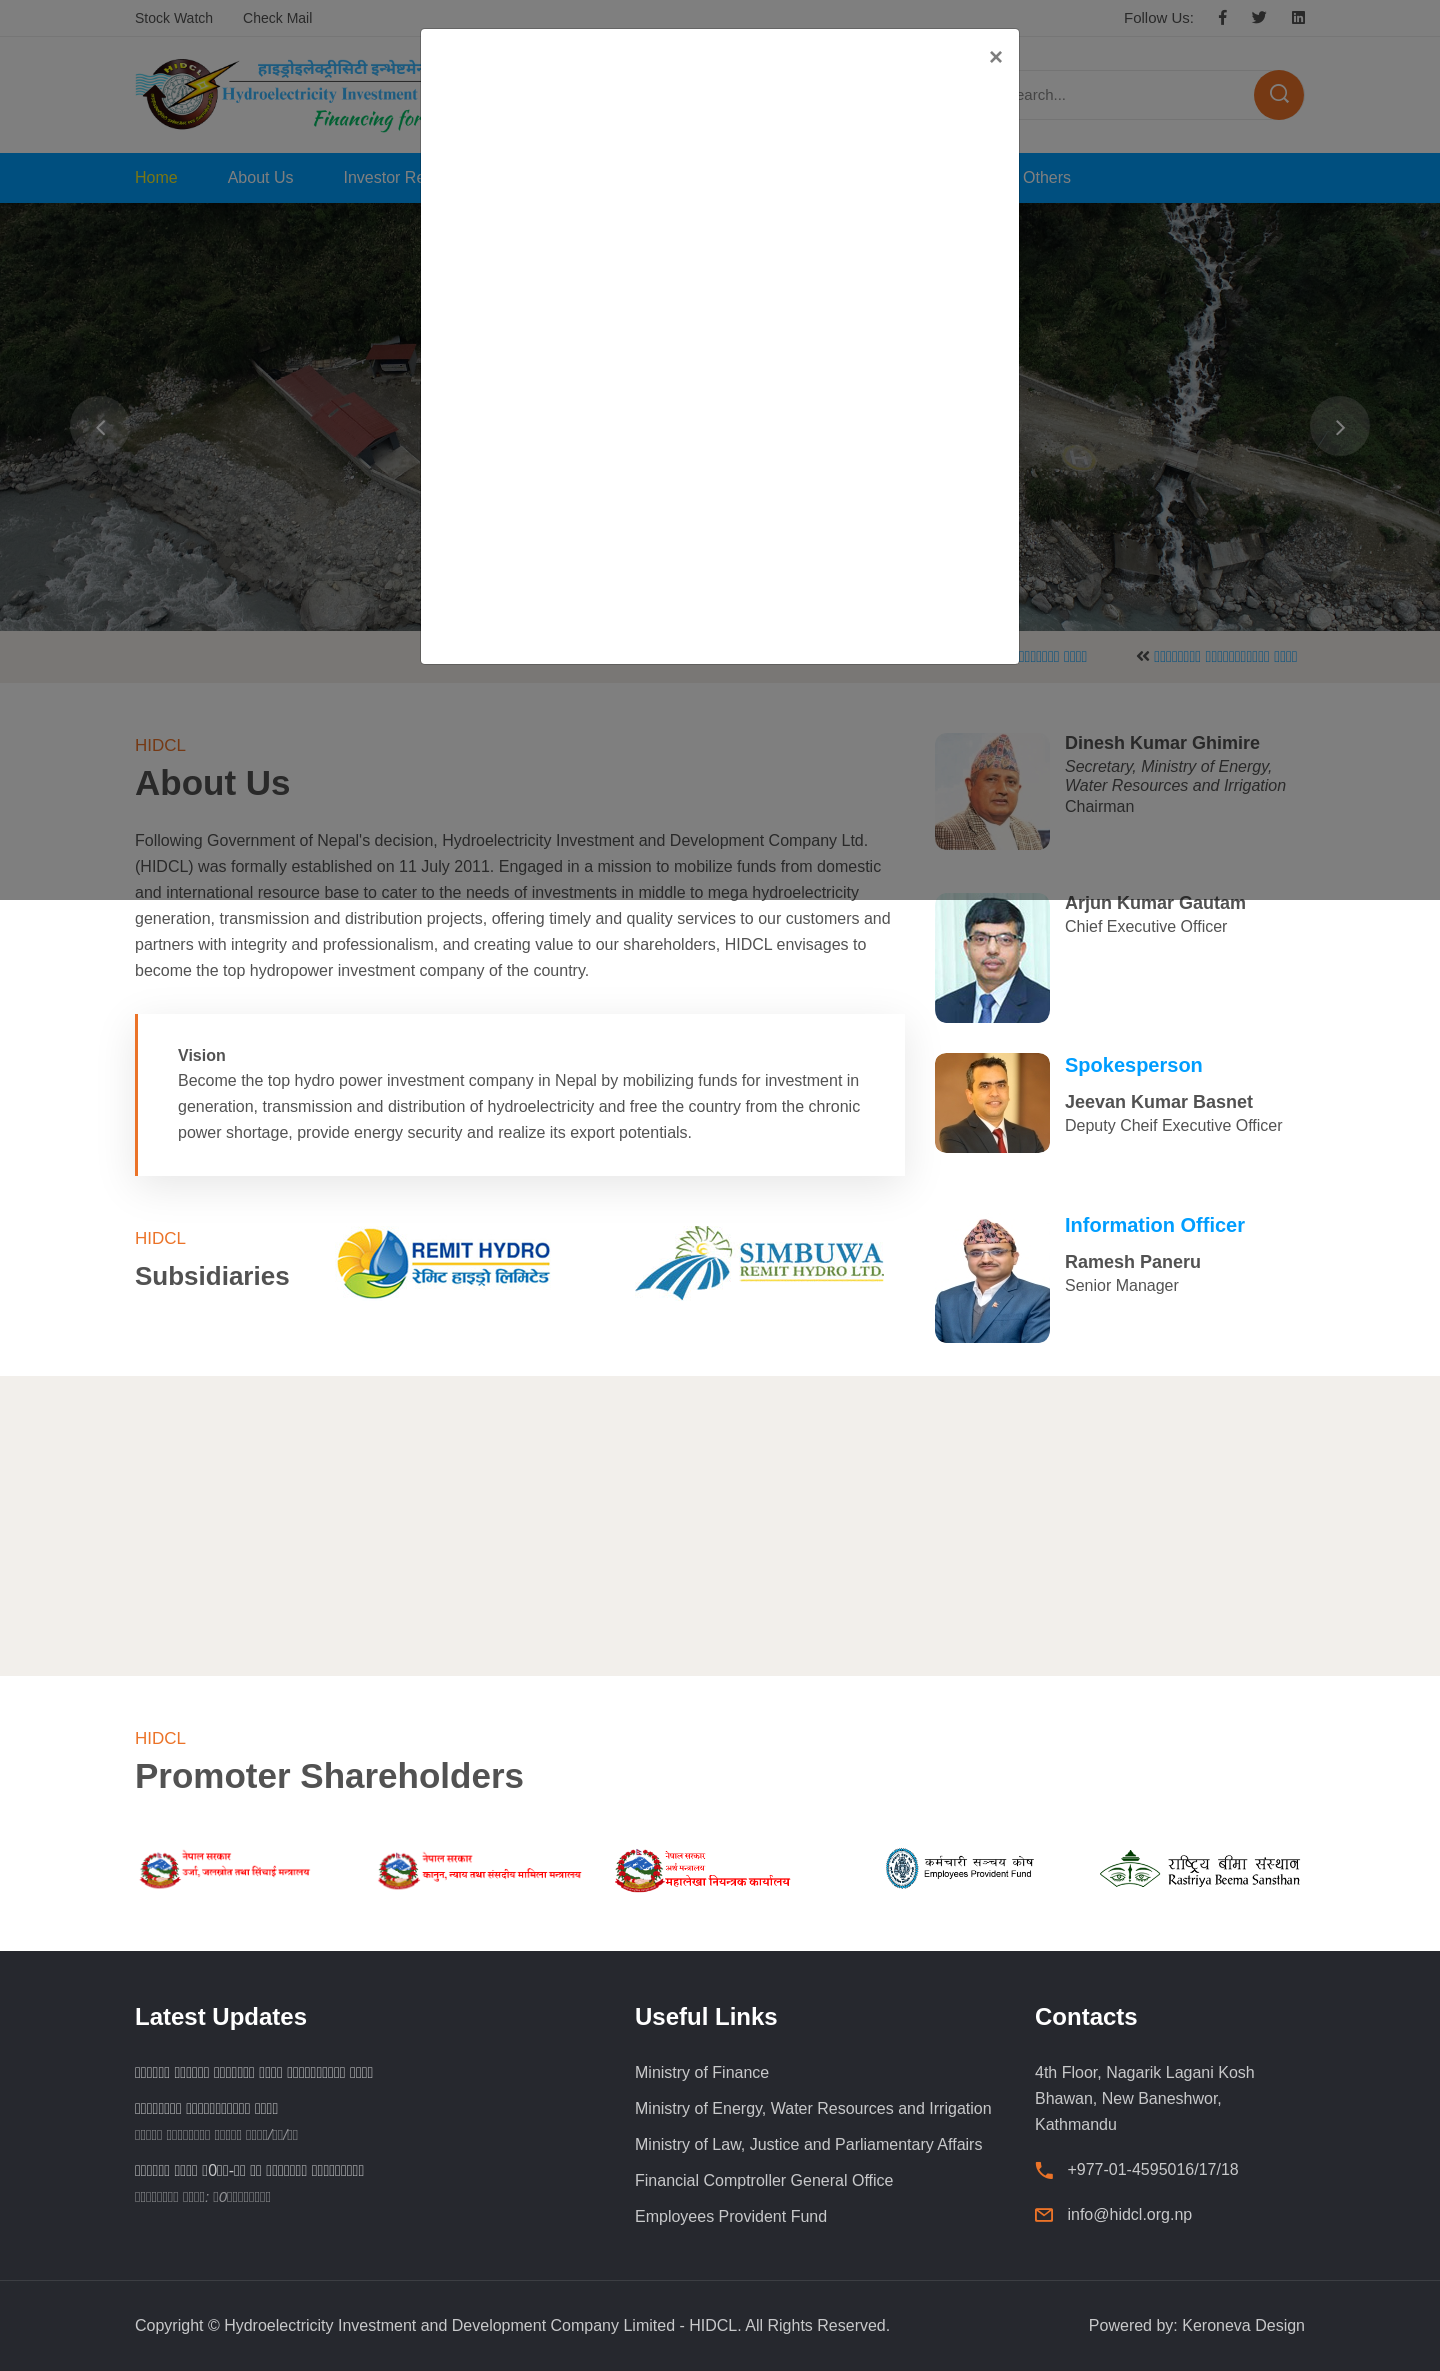 Stock Watch
Check Mail
Follow Us:
HIDCL
हाइड्रोइलेक्ट्रीसिटी
Hydroelectricity Investment
Financing for
×
earch...
Home
About Us
Investor Re
Others
HIDCL
About Us
Following Government of Nepal's decision, Hydroelectricity Investment and Development Company Ltd.
(HIDCL) was formally established on 11 July 2011. Engaged in a mission to mobilize funds from domestic
and international resource base to cater to the needs of investments in middle to mega hydroelectricity
generation, transmission and distribution projects, offering timely and quality services to our customers and
partners with integrity and professionalism, and creating value to our shareholders, HIDCL envisages to
become the top hydropower investment company of the country.
Vision
Become the top hydro power investment company in Nepal by mobilizing funds for investment in
generation, transmission and distribution of hydroelectricity and free the country from the chronic
power shortage, provide energy security and realize its export potentials.
HIDCL
Subsidiaries
REMIT HYDRO
रेमिट हाइड्रो लिमिटेड
SIMBUWA
REMIT HYDRO LTD.
Dinesh Kumar Ghimire
Secretary, Ministry of Energy,
Water Resources and Irrigation
Chairman
Arjun Kumar Gautam
Chief Executive Officer
Spokesperson
Jeevan Kumar Basnet
Deputy Cheif Executive Officer
Information Officer
Ramesh Paneru
Senior Manager
HIDCL
Promoter Shareholders
नेपाल सरकार
उर्जा, जलस्रोत तथा सिंचाई मन्त्रालय
नेपाल सरकार
कानुन, न्याय तथा संसदीय मामिला मन्त्रालय
नेपाल सरकार
अर्थ मन्त्रालय
महालेखा नियन्त्रक कार्यालय
कर्मचारी सञ्चय कोष
Employees Provident Fund
राष्ट्रिय बीमा संस्थान
Rastriya Beema Sansthan
Latest Updates
Useful Links
Ministry of Finance
Ministry of Energy, Water Resources and Irrigation
Ministry of Law, Justice and Parliamentary Affairs
Financial Comptroller General Office
Employees Provident Fund
Contacts
4th Floor, Nagarik Lagani Kosh
Bhawan, New Baneshwor,
Kathmandu
+977-01-4595016/17/18
info@hidcl.org.np
Copyright © Hydroelectricity Investment and Development Company Limited - HIDCL. All Rights Reserved.
Powered by: Keroneva Design